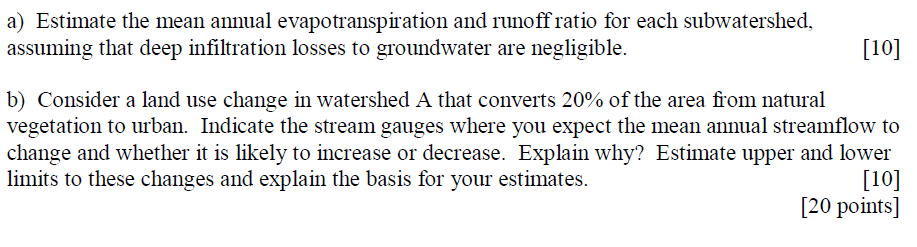 a) Estimate the mean annual evapotranspiration and runoff ratio for each subwatershed,
assuming that deep infiltration losses to groundwater are negligible. [10]
b) Consider a land use change in watershed A that converts 20% of the area from natural
vegetation to urban. Indicate the stream gauges where you expect the mean annual streamflow to
change and whether it is likely to increase or decrease. Explain why? Estimate upper and lower
limits to these changes and explain the basis for your estimates. [10]
[20 points]